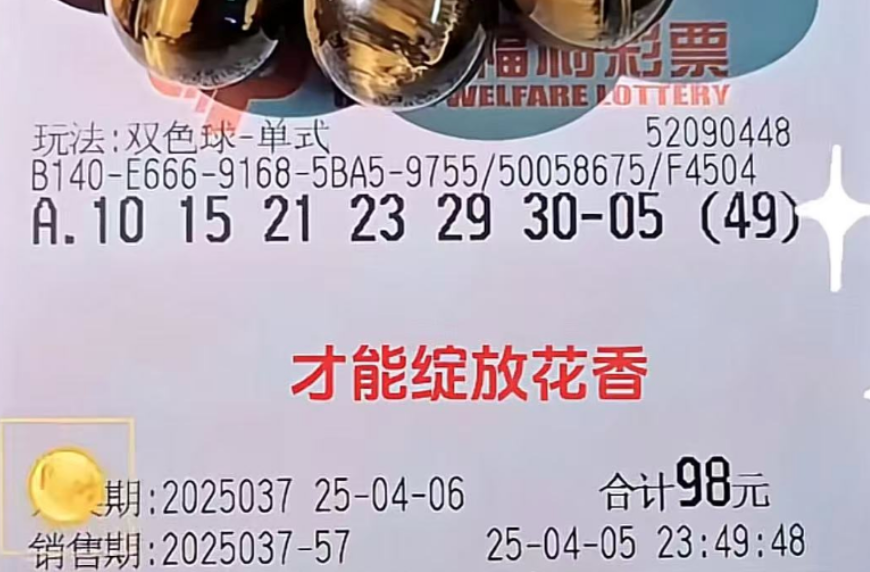 福利彩票
WELFARE LOTTERY
玩法:双色球-单式 52090448
B140-E666-9168-5BA5-9755/50058675/F4504
A.10 15 21 23 29 30-05 (49)
才能绽放花香
期:2025037 25-04-06 合计98元
销售期:2025037-57 25-04-05 23:49:48